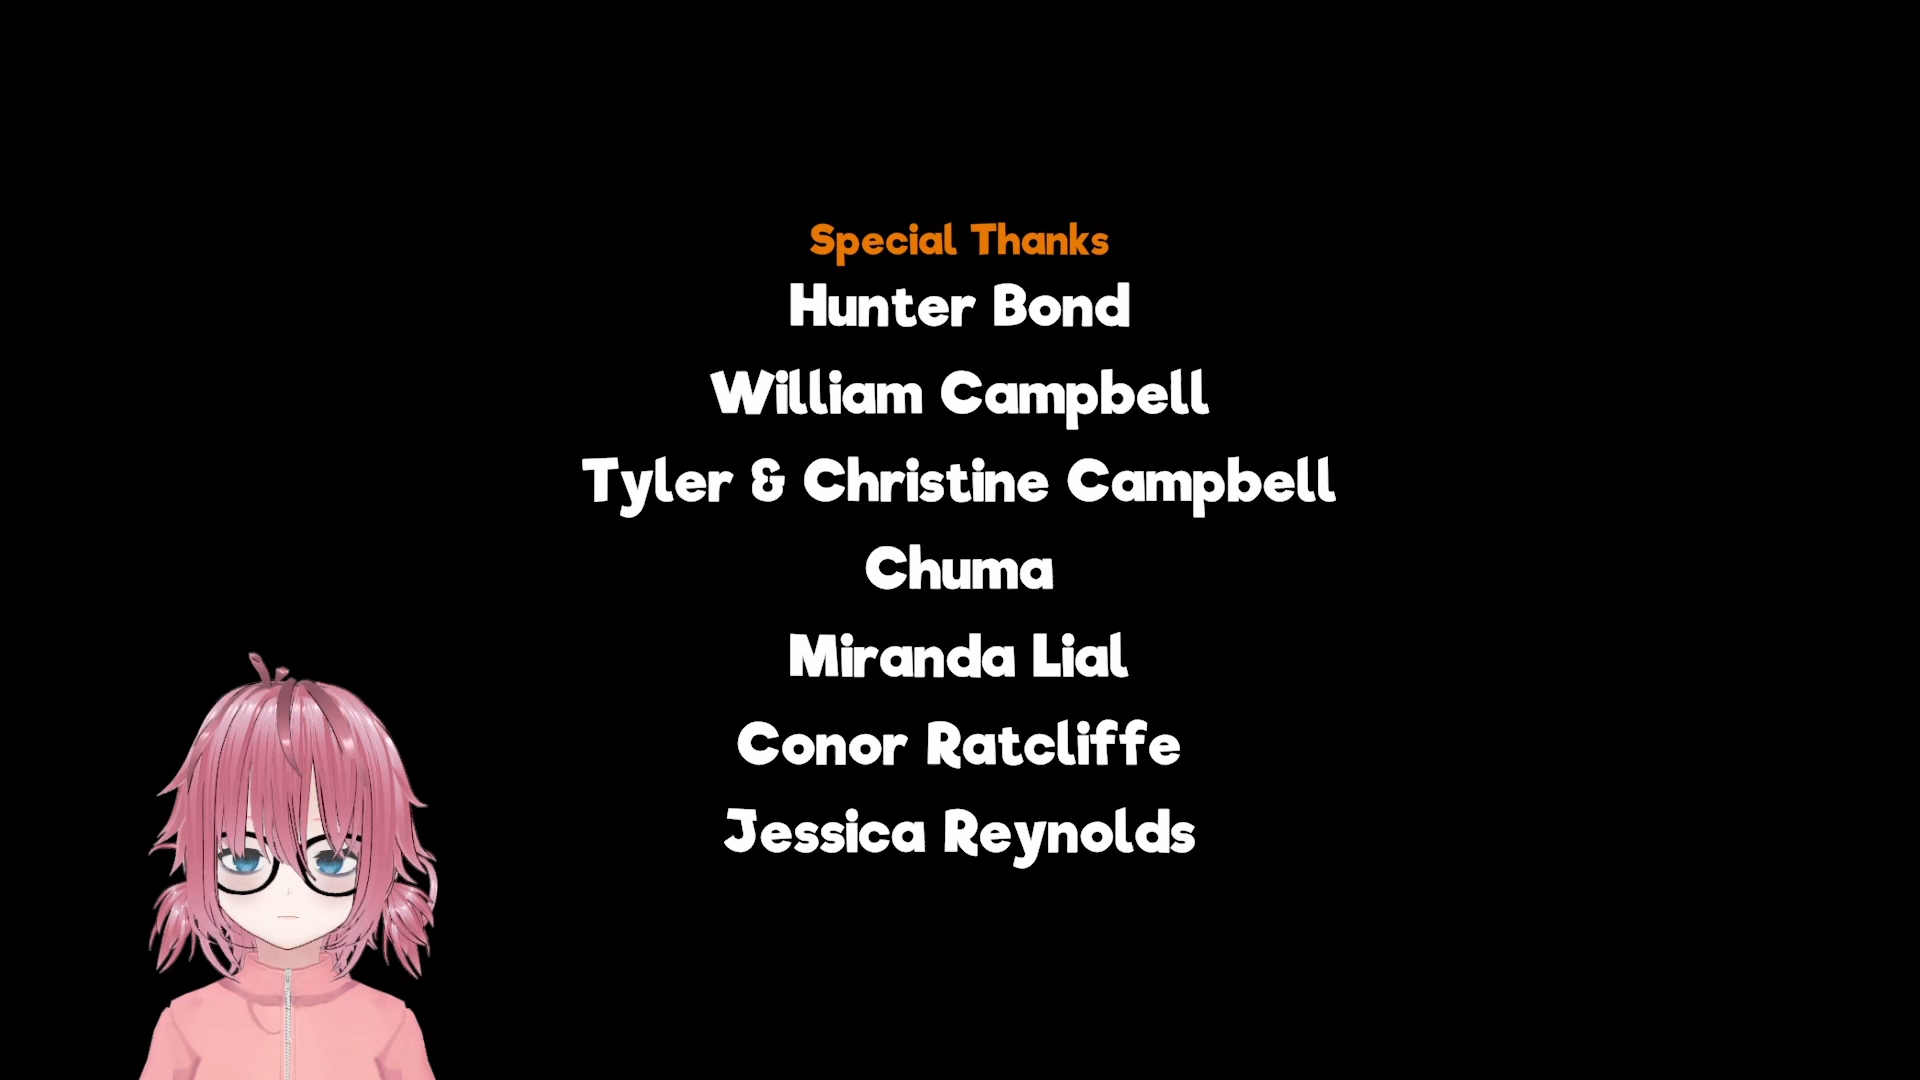 Special Thanks
Hunter Bond
William Campbell
Tyler & Christine Campbell
Chuma
Miranda Lial
Conor Ratcliffe
Jessica Reynolds